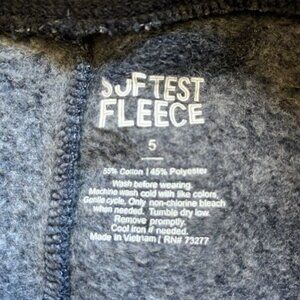 SOFTEST
FLEECE
5
55% Cotton | 45% Polyester
Wash before wearing.
Machine wash cold with like colors.
Gentle cycle. Only non-chlorine bleach
when needed. Tumble dry low.
Remove promptly.
Cool iron if needed.
Made in Vietnam / RN# 73277